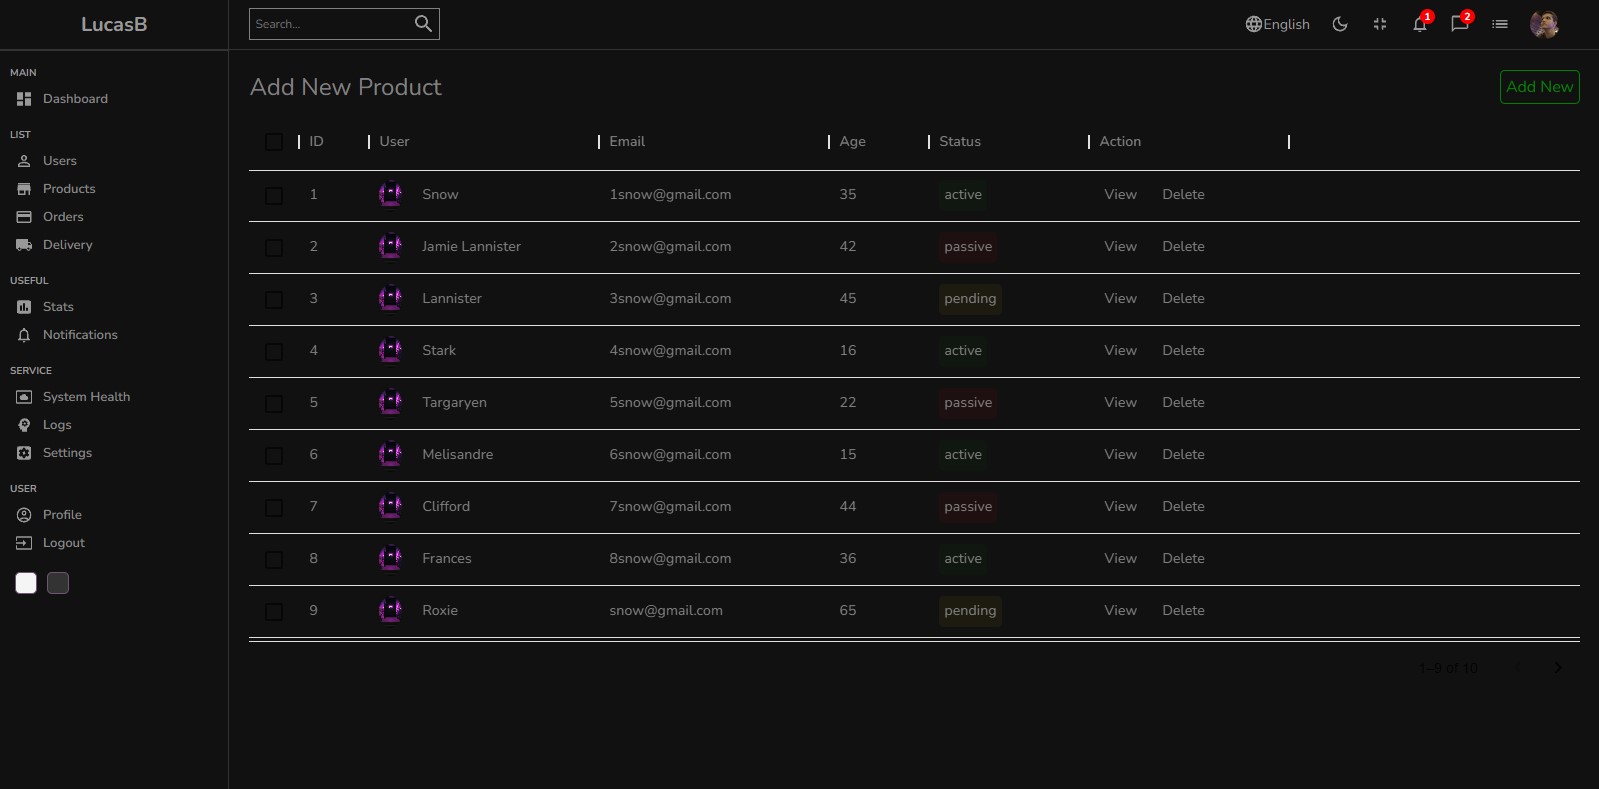 LucasB
Search...
English
1
2
MAIN
Dashboard
LIST
Users
Products
Orders
Delivery
USEFUL
Stats
Notifications
SERVICE
System Health
Logs
Settings
USER
Profile
Logout
Add New Product
Add New
ID User Email Age Status Action
1 Snow 1snow@gmail.com 35 active View Delete
2 Jamie Lannister 2snow@gmail.com 42 passive View Delete
3 Lannister 3snow@gmail.com 45 pending View Delete
4 Stark 4snow@gmail.com 16 active View Delete
5 Targaryen 5snow@gmail.com 22 passive View Delete
6 Melisandre 6snow@gmail.com 15 active View Delete
7 Clifford 7snow@gmail.com 44 passive View Delete
8 Frances 8snow@gmail.com 36 active View Delete
9 Roxie snow@gmail.com 65 pending View Delete
1–9 of 10